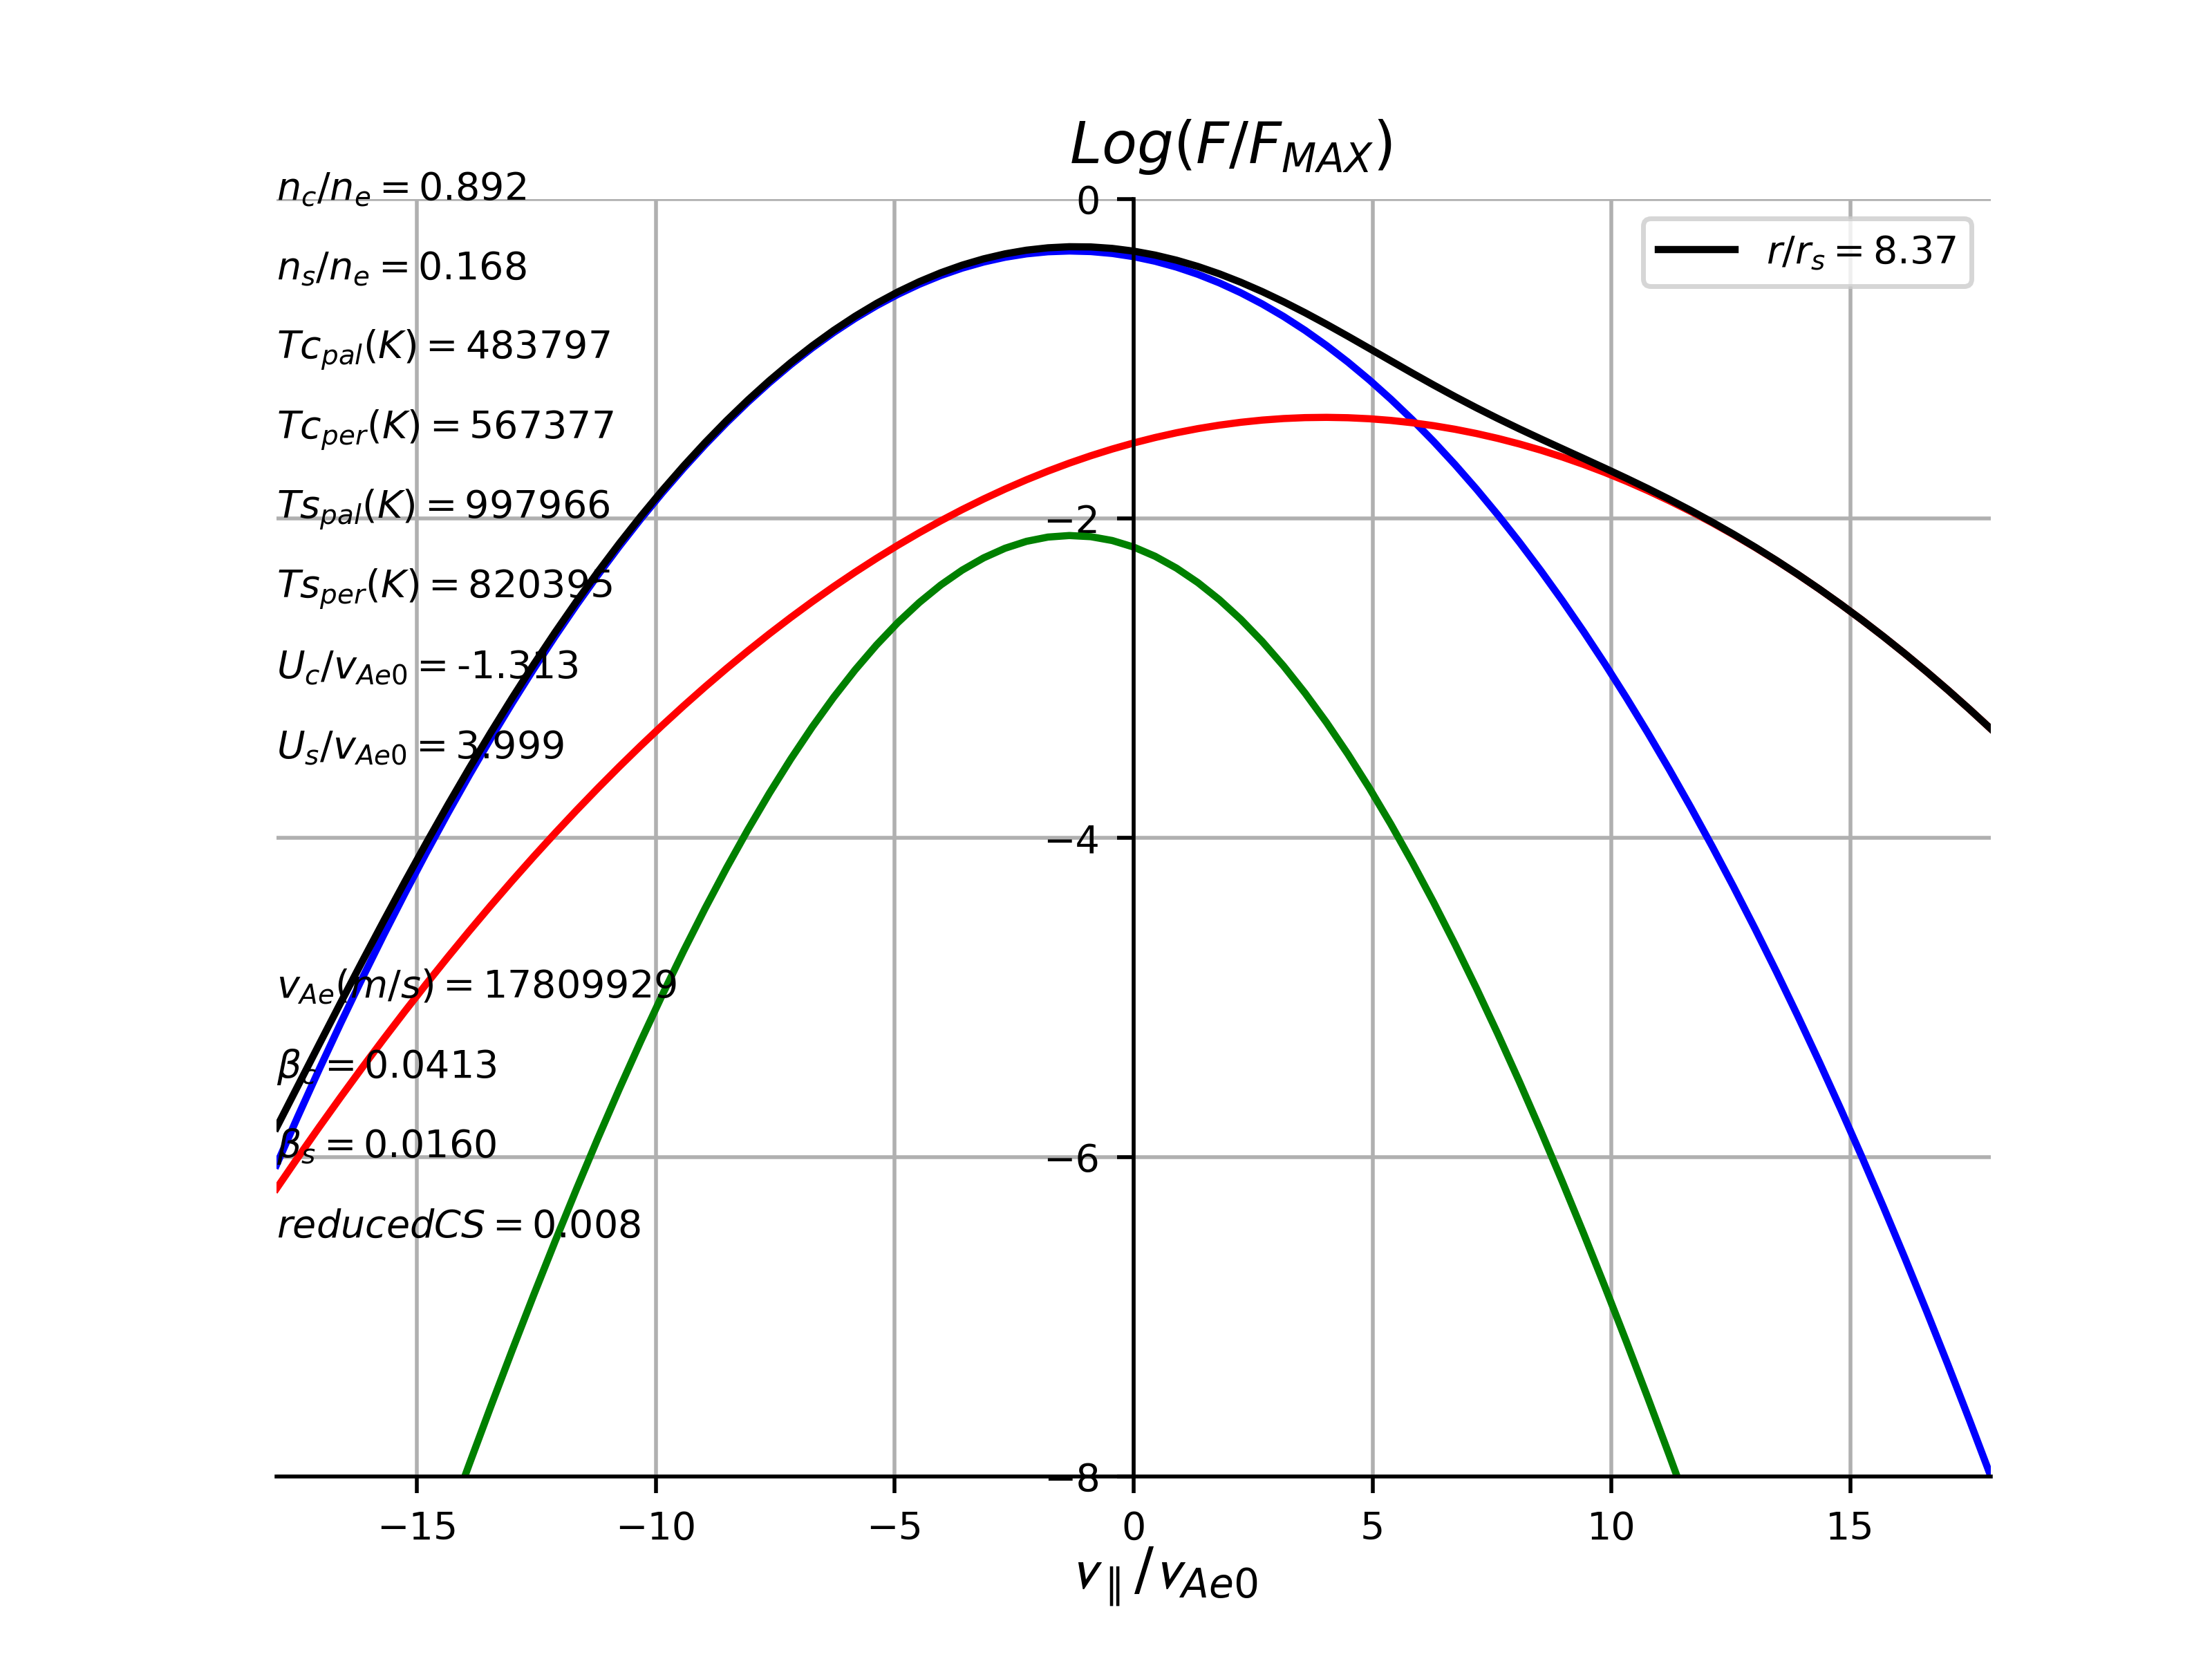 Log(F/F_MAX)
n_c/n_e = 0.892
0
r/r_s = 8.37
n_s/n_e = 0.168
Tc_pal(K) = 483797
Tc_per(K) = 567377
Ts_pal(K) = 997966
−2
Ts_per(K) = 820395
U_c/v_Ae0 = -1.313
U_s/v_Ae0 = 3.999
−4
v_Ae(m/s) = 17809929
β_c = 0.0413
β_s = 0.0160
−6
reducedCS = 0.008
−8
−15 −10 −5 0 5 10 15
v_∥/v_Ae0